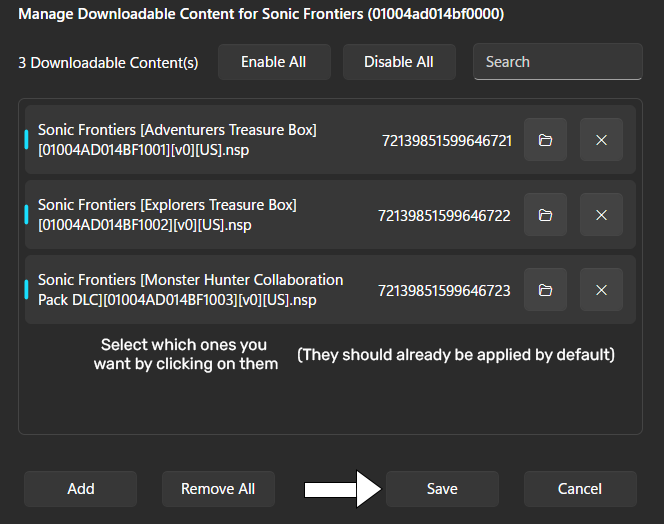 Manage Downloadable Content for Sonic Frontiers (01004ad014bf0000)
3 Downloadable Content(s)
Enable All
Disable All
Search
Sonic Frontiers [Adventurers Treasure Box]
[01004AD014BF1001][v0][US].nsp
72139851599646721
Sonic Frontiers [Explorers Treasure Box]
[01004AD014BF1002][v0][US].nsp
72139851599646722
Sonic Frontiers [Monster Hunter Collaboration
Pack DLC][01004AD014BF1003][v0][US].nsp
72139851599646723
Select which ones you
want by clicking on them
(They should already be applied by default)
Add
Remove All
Save
Cancel